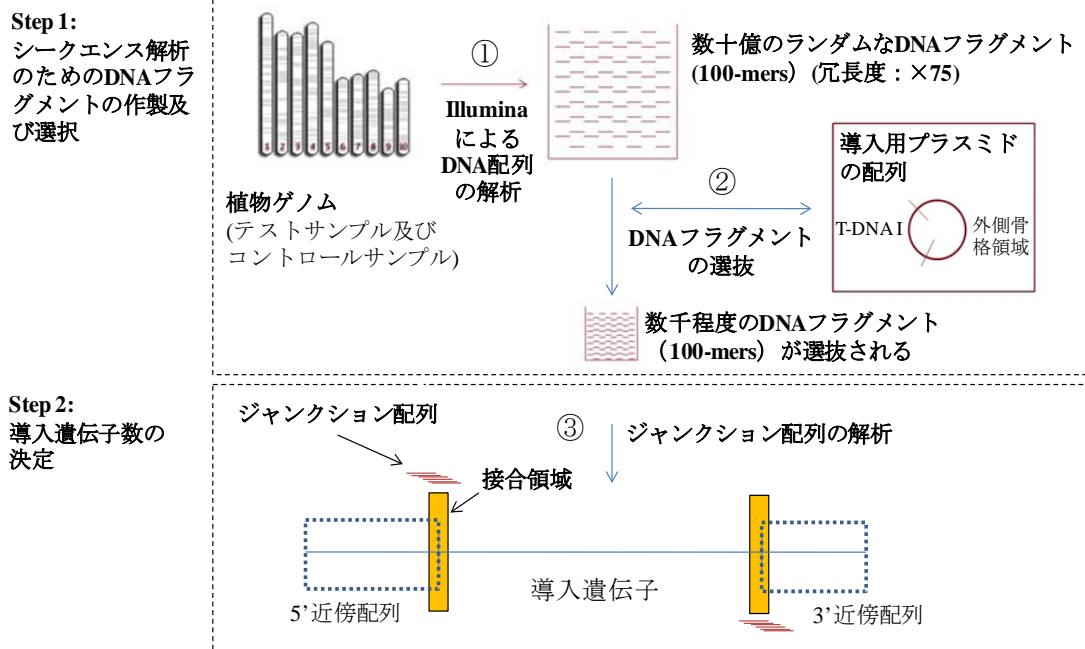 Step 1:
シークエンス解析
のためのDNAフラ
グメントの作製及
び選択
1 2 3 4 5 6 7 8 9 10
植物ゲノム
(テストサンプル及び
コントロールサンプル)
①
Illumina
による
DNA配列
の解析
数十億のランダムなDNAフラグメント
(100-mers) (冗長度：×75)
②
DNAフラグメント
の選抜
導入用プラスミド
の配列
T-DNA I
外側骨
格領域
数千程度のDNAフラグメント
（100-mers）が選抜される
Step 2:
導入遺伝子数の
決定
ジャンクション配列
③
ジャンクション配列の解析
接合領域
導入遺伝子
5’近傍配列
3’近傍配列